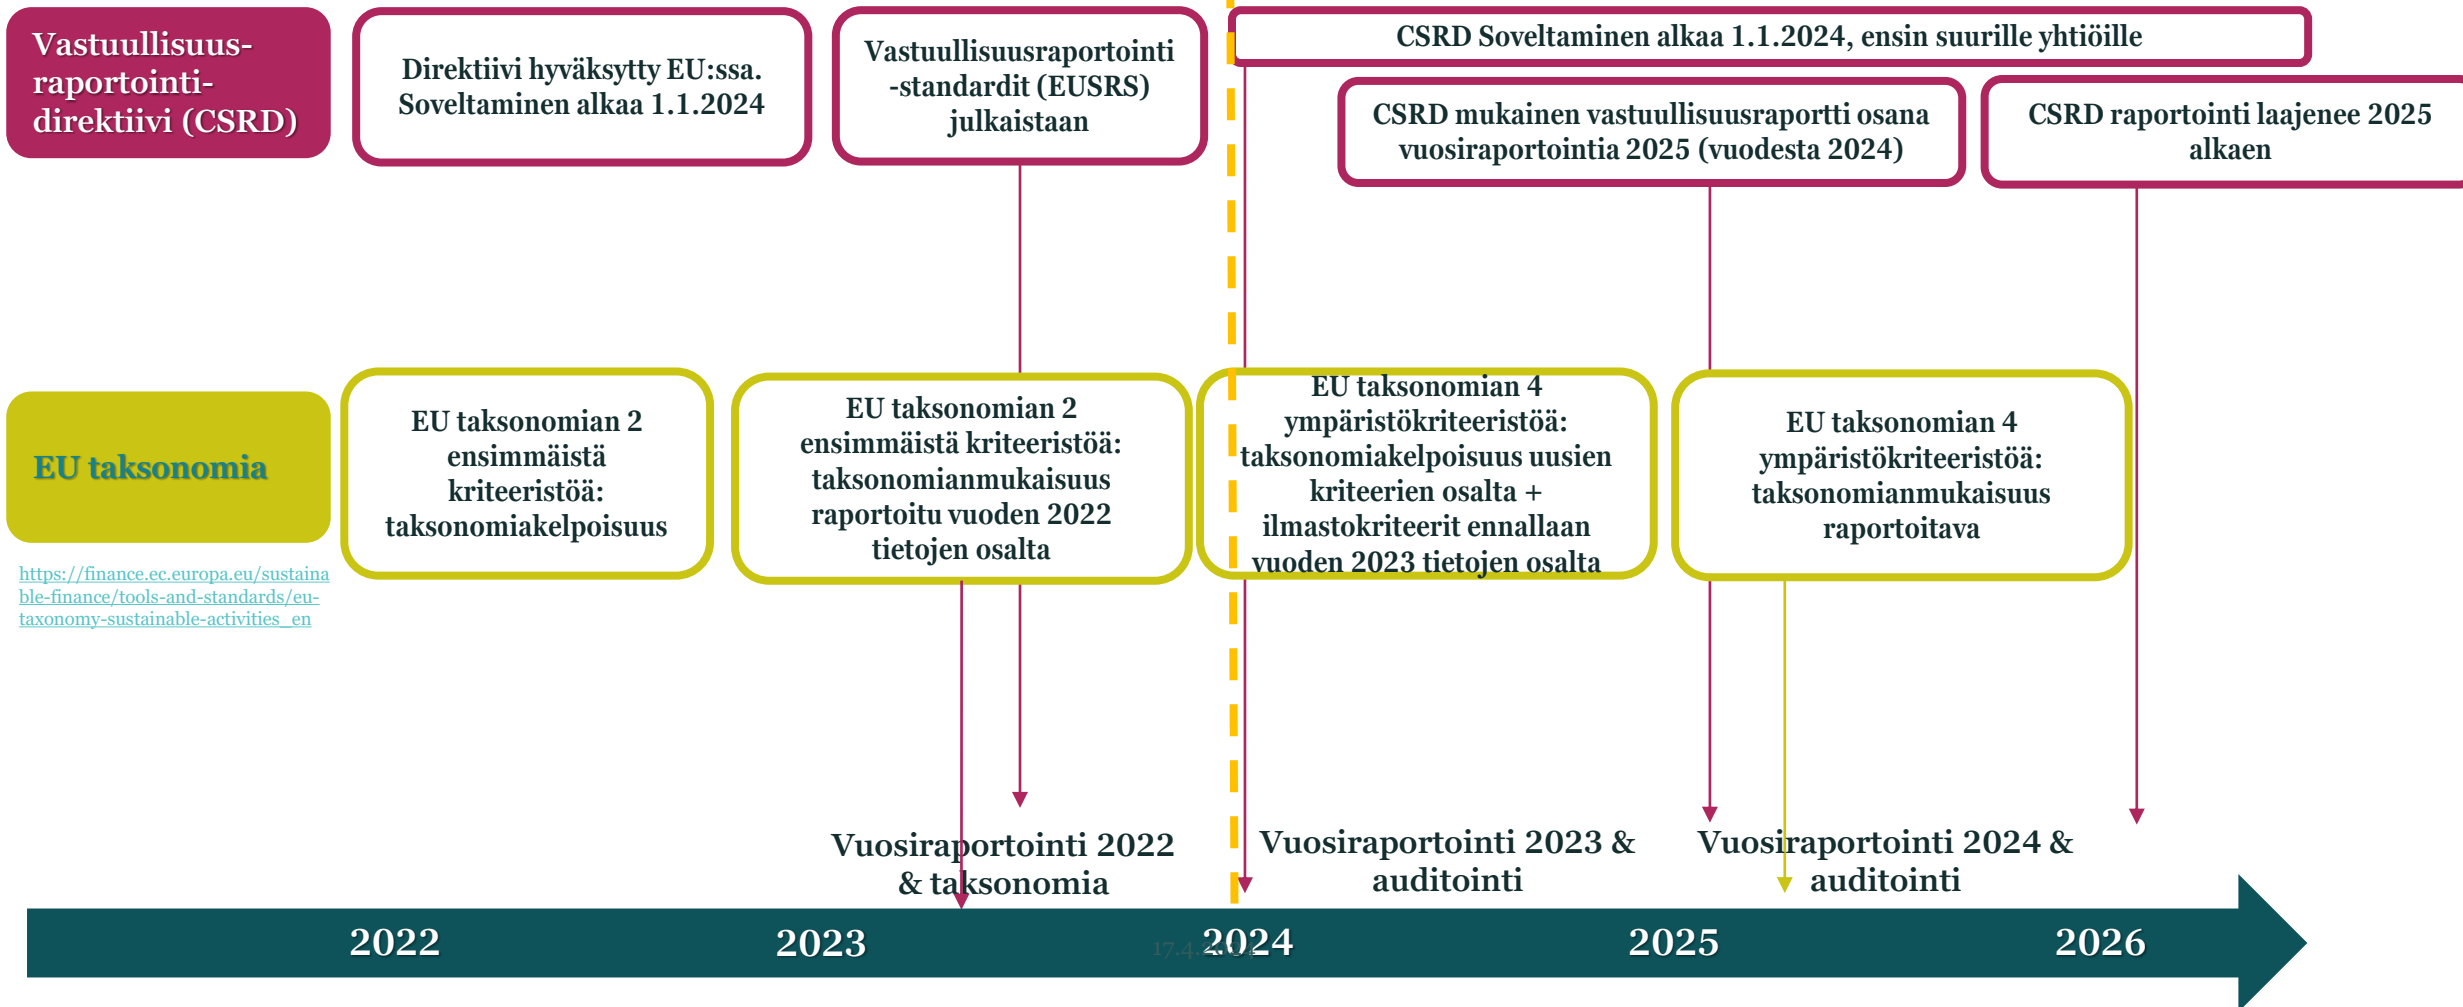 Vastuullisuus-
raportointi-
direktiivi (CSRD)
Direktiivi hyväksytty EU:ssa.
Soveltaminen alkaa 1.1.2024
Vastuullisuusraportointi
-standardit (EUSRS)
julkaistaan
CSRD Soveltaminen alkaa 1.1.2024, ensin suurille yhtiöille
CSRD mukainen vastuullisuusraportti osana
vuosiraportointia 2025 (vuodesta 2024)
CSRD raportointi laajenee 2025
alkaen
EU taksonomia
https://finance.ec.europa.eu/sustaina
ble-finance/tools-and-standards/eu-
taxonomy-sustainable-activities_en
EU taksonomian 2
ensimmäistä
kriteeristöä:
taksonomiakelpoisuus
EU taksonomian 2
ensimmäistä kriteeristöä:
taksonomianmukaisuus
raportoitu vuoden 2022
tietojen osalta
EU taksonomian 4
ympäristökriteeristöä:
taksonomiakelpoisuus uusien
kriteerien osalta +
ilmastokriteerit ennallaan
vuoden 2023 tietojen osalta
EU taksonomian 4
ympäristökriteeristöä:
taksonomianmukaisuus
raportoitava
Vuosiraportointi 2022
& taksonomia
Vuosiraportointi 2023 &
auditointi
Vuosiraportointi 2024 &
auditointi
2022
2023
17.4.2024
2024
2025
2026